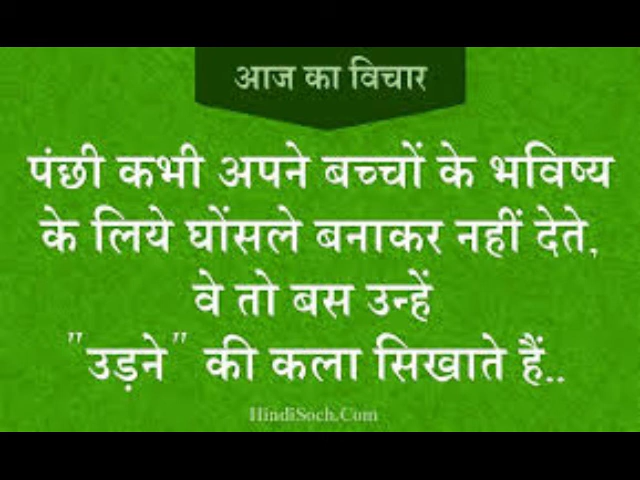 आज का विचार
पंछी कभी अपने बच्चों के भविष्य
के लिये घोंसले बनाकर नहीं देते,
वे तो बस उन्हें
"उड़ने" की कला सिखाते हैं..
HindiSoch.Com